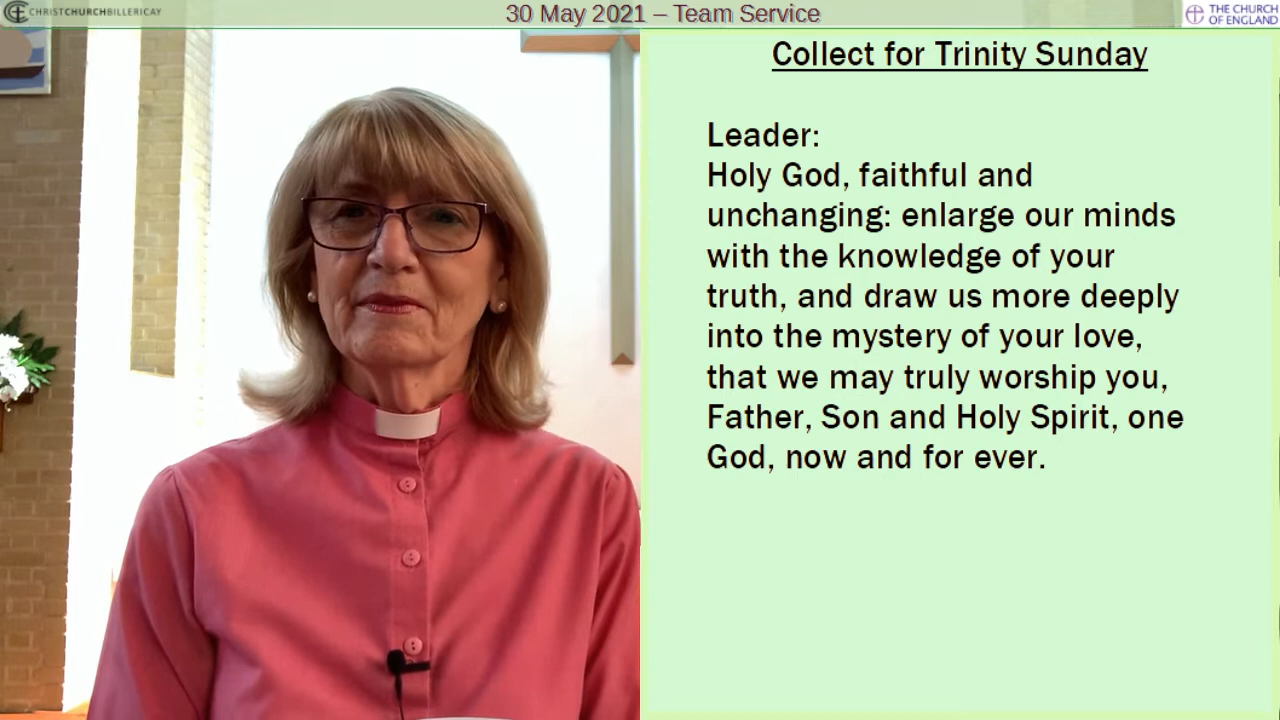 CHRISTCHURCHBILLERICAY
30 May 2021 – Team Service
THE CHURCH
OF ENGLAND
Collect for Trinity Sunday
Leader:
Holy God, faithful and
unchanging: enlarge our minds
with the knowledge of your
truth, and draw us more deeply
into the mystery of your love,
that we may truly worship you,
Father, Son and Holy Spirit, one
God, now and for ever.